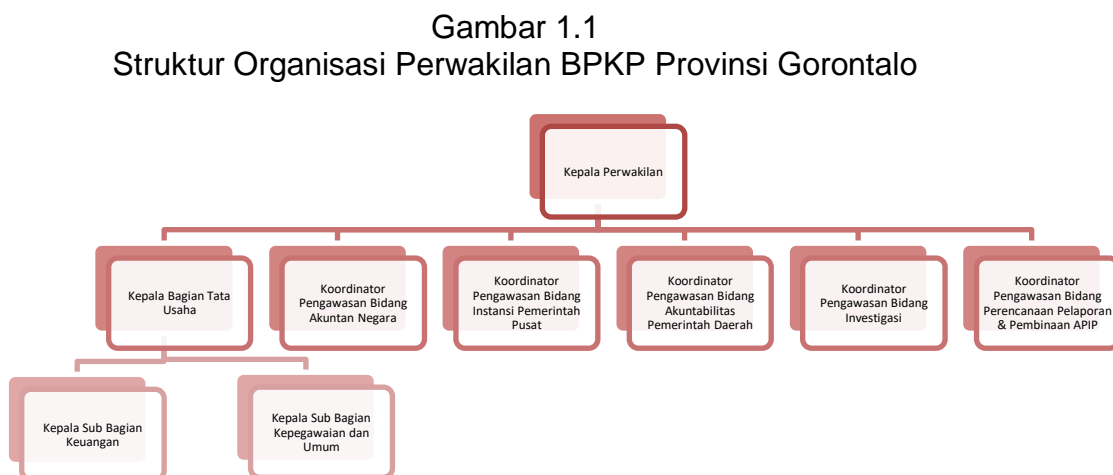 Gambar 1.1
Struktur Organisasi Perwakilan BPKP Provinsi Gorontalo
Kepala Perwakilan
Kepala Bagian Tata
Usaha
Koordinator
Pengawasan Bidang
Akuntan Negara
Koordinator
Pengawasan Bidang
Instansi Pemerintah
Pusat
Koordinator
Pengawasan Bidang
Akuntabilitas
Pemerintah Daerah
Koordinator
Pengawasan Bidang
Investigasi
Koordinator
Pengawasan Bidang
Perencanaan Pelaporan
& Pembinaan APIP
Kepala Sub Bagian
Keuangan
Kepala Sub Bagian
Kepegawaian dan
Umum